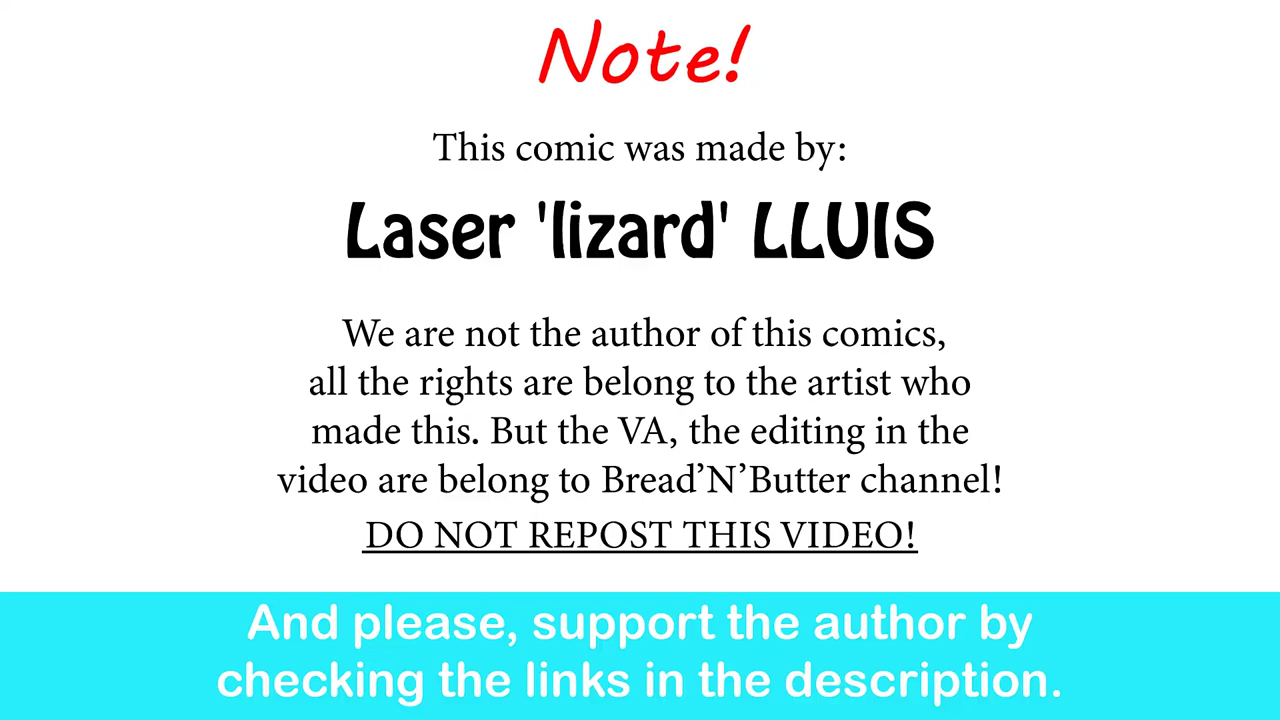 Note!
This comic was made by:
Laser 'lizard' LLUIS
We are not the author of this comics,
all the rights are belong to the artist who
made this. But the VA, the editing in the
video are belong to Bread’N’Butter channel!
DO NOT REPOST THIS VIDEO!
And please, support the author by
checking the links in the description.